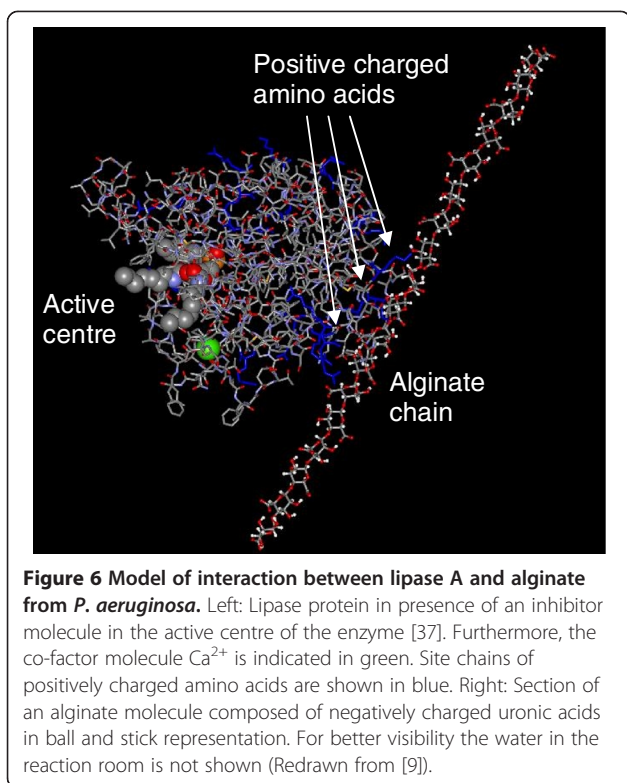 Positive charged
amino acids
Active
centre
Alginate
chain
Figure 6 Model of interaction between lipase A and alginate
from P. aeruginosa. Left: Lipase protein in presence of an inhibitor
molecule in the active centre of the enzyme [37]. Furthermore, the
co-factor molecule Ca²⁺ is indicated in green. Site chains of
positively charged amino acids are shown in blue. Right: Section of
an alginate molecule composed of negatively charged uronic acids
in ball and stick representation. For better visibility the water in the
reaction room is not shown (Redrawn from [9]).